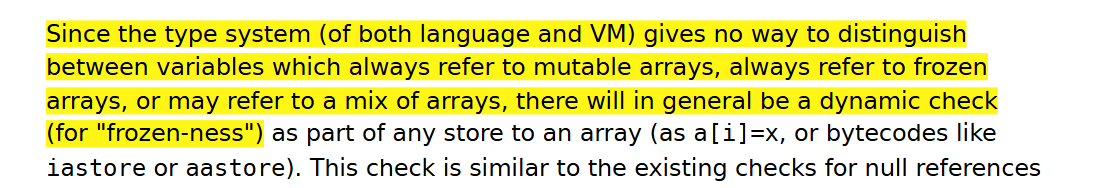 Since the type system (of both language and VM) gives no way to distinguish
between variables which always refer to mutable arrays, always refer to frozen
arrays, or may refer to a mix of arrays, there will in general be a dynamic check
(for "frozen-ness") as part of any store to an array (as a[i]=x, or bytecodes like
iastore or aastore). This check is similar to the existing checks for null references